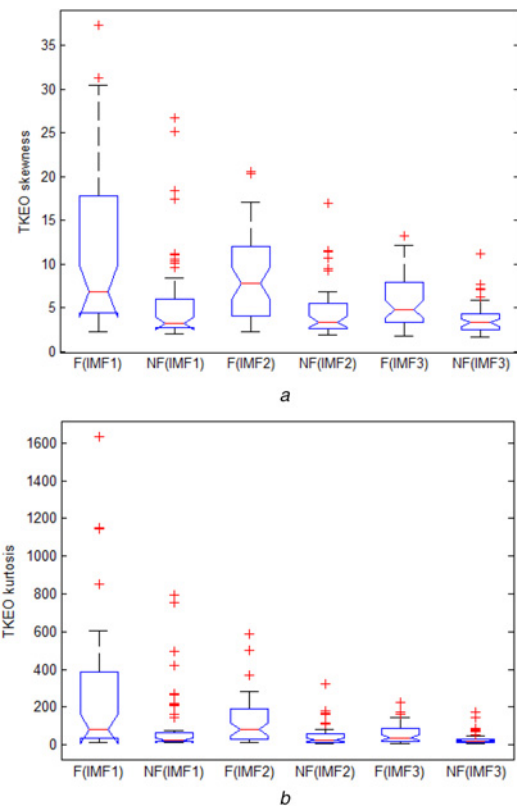 35
30
25
20
15
10
5
0
TKEO skewness
F(IMF1) NF(IMF1) F(IMF2) NF(IMF2) F(IMF3) NF(IMF3)
a
1600
1400
1200
1000
800
600
400
200
0
TKEO kurtosis
F(IMF1) NF(IMF1) F(IMF2) NF(IMF2) F(IMF3) NF(IMF3)
b